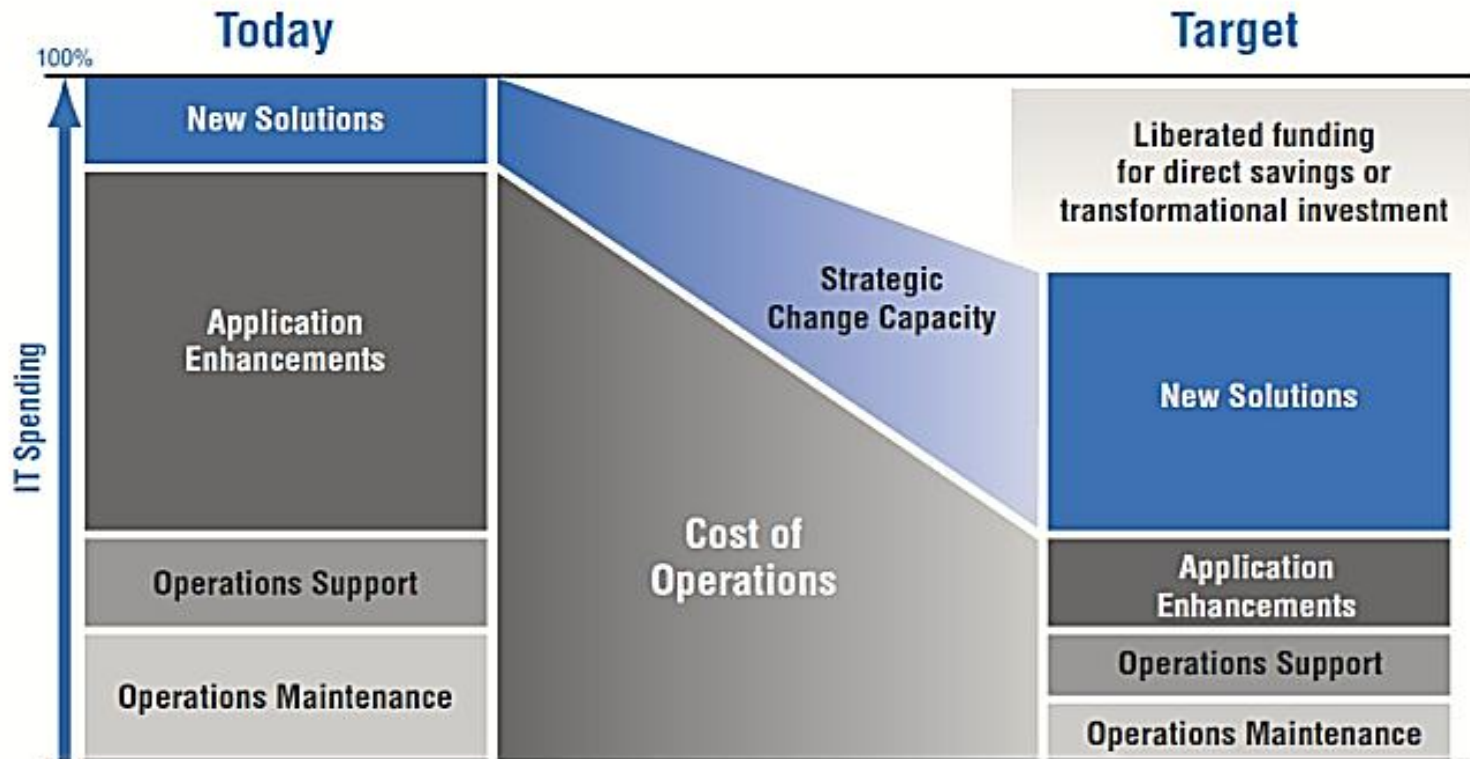 Today
Target
100%
IT Spending
New Solutions
Application
Enhancements
Operations Support
Operations Maintenance
Strategic
Change Capacity
Cost of
Operations
Liberated funding
for direct savings or
transformational investment
New Solutions
Application
Enhancements
Operations Support
Operations Maintenance